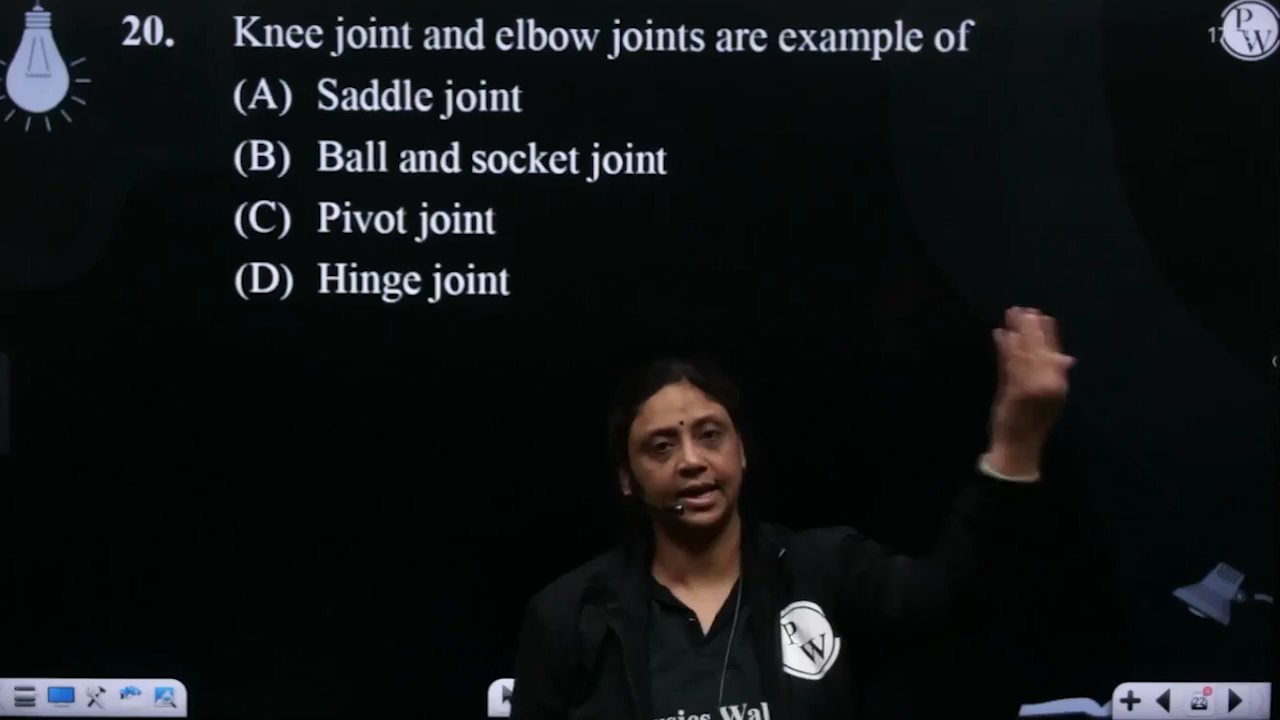 20. Knee joint and elbow joints are example of
(A) Saddle joint
(B) Ball and socket joint
(C) Pivot joint
(D) Hinge joint
P
W
P
W
22